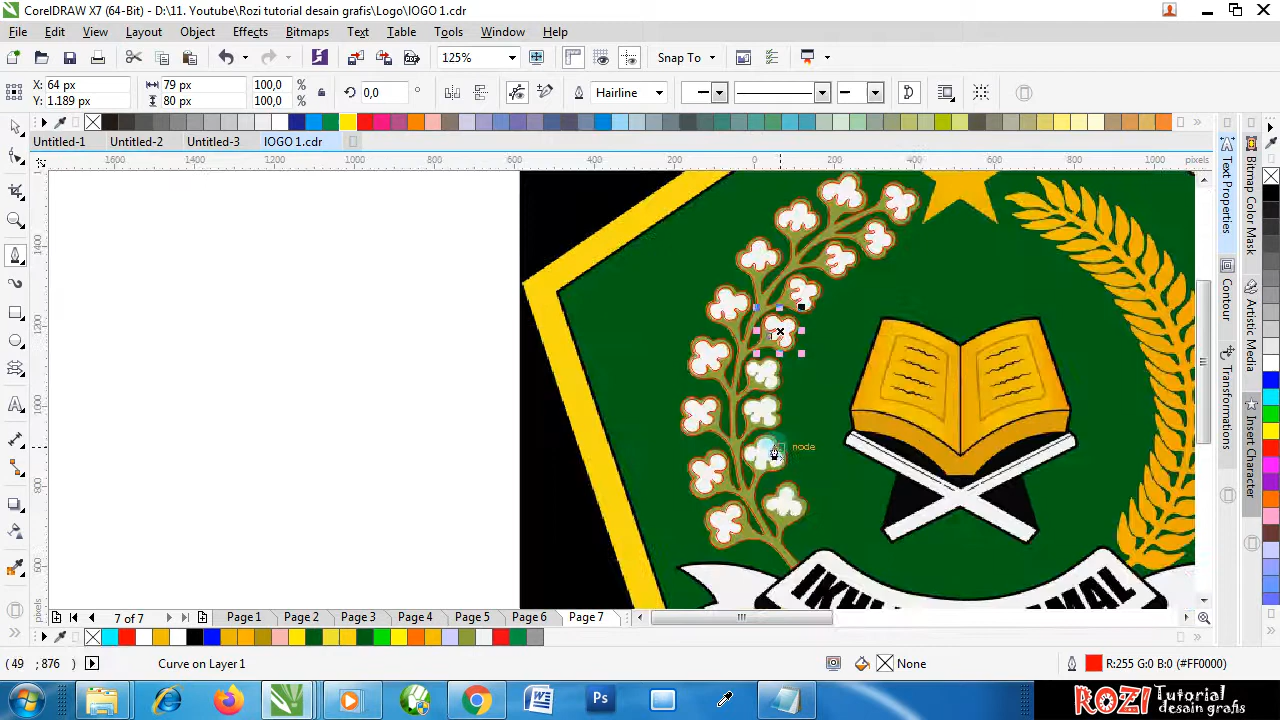 CorelDRAW X7 (64-Bit) - D:\11. Youtube\Rozi tutorial desain grafis\Logo\lOGO 1.cdr
File Edit View Layout Object Effects Bitmaps Text Table Tools Window Help
125% Snap To
X: 64 px 79 px 100,0 % 0,0 ° Hairline
Y: 1.189 px 80 px 100,0 %
Untitled-1 Untitled-2 Untitled-3 lOGO 1.cdr
1600 1400 1200 1000 800 600 400 200 0 200 400 600 800 1000 pixels
1400
1200
1000
800
600
pixels
node
Text Properties
Contour
Transformations
Bitmap Color Mask
Artistic Media
Insert Character
7 of 7 Page 1 Page 2 Page 3 Page 4 Page 5 Page 6 Page 7
(49 ;876 ) Curve on Layer 1 None R:255 G:0 B:0 (#FF0000)
ROZI Tutorial
desain grafis